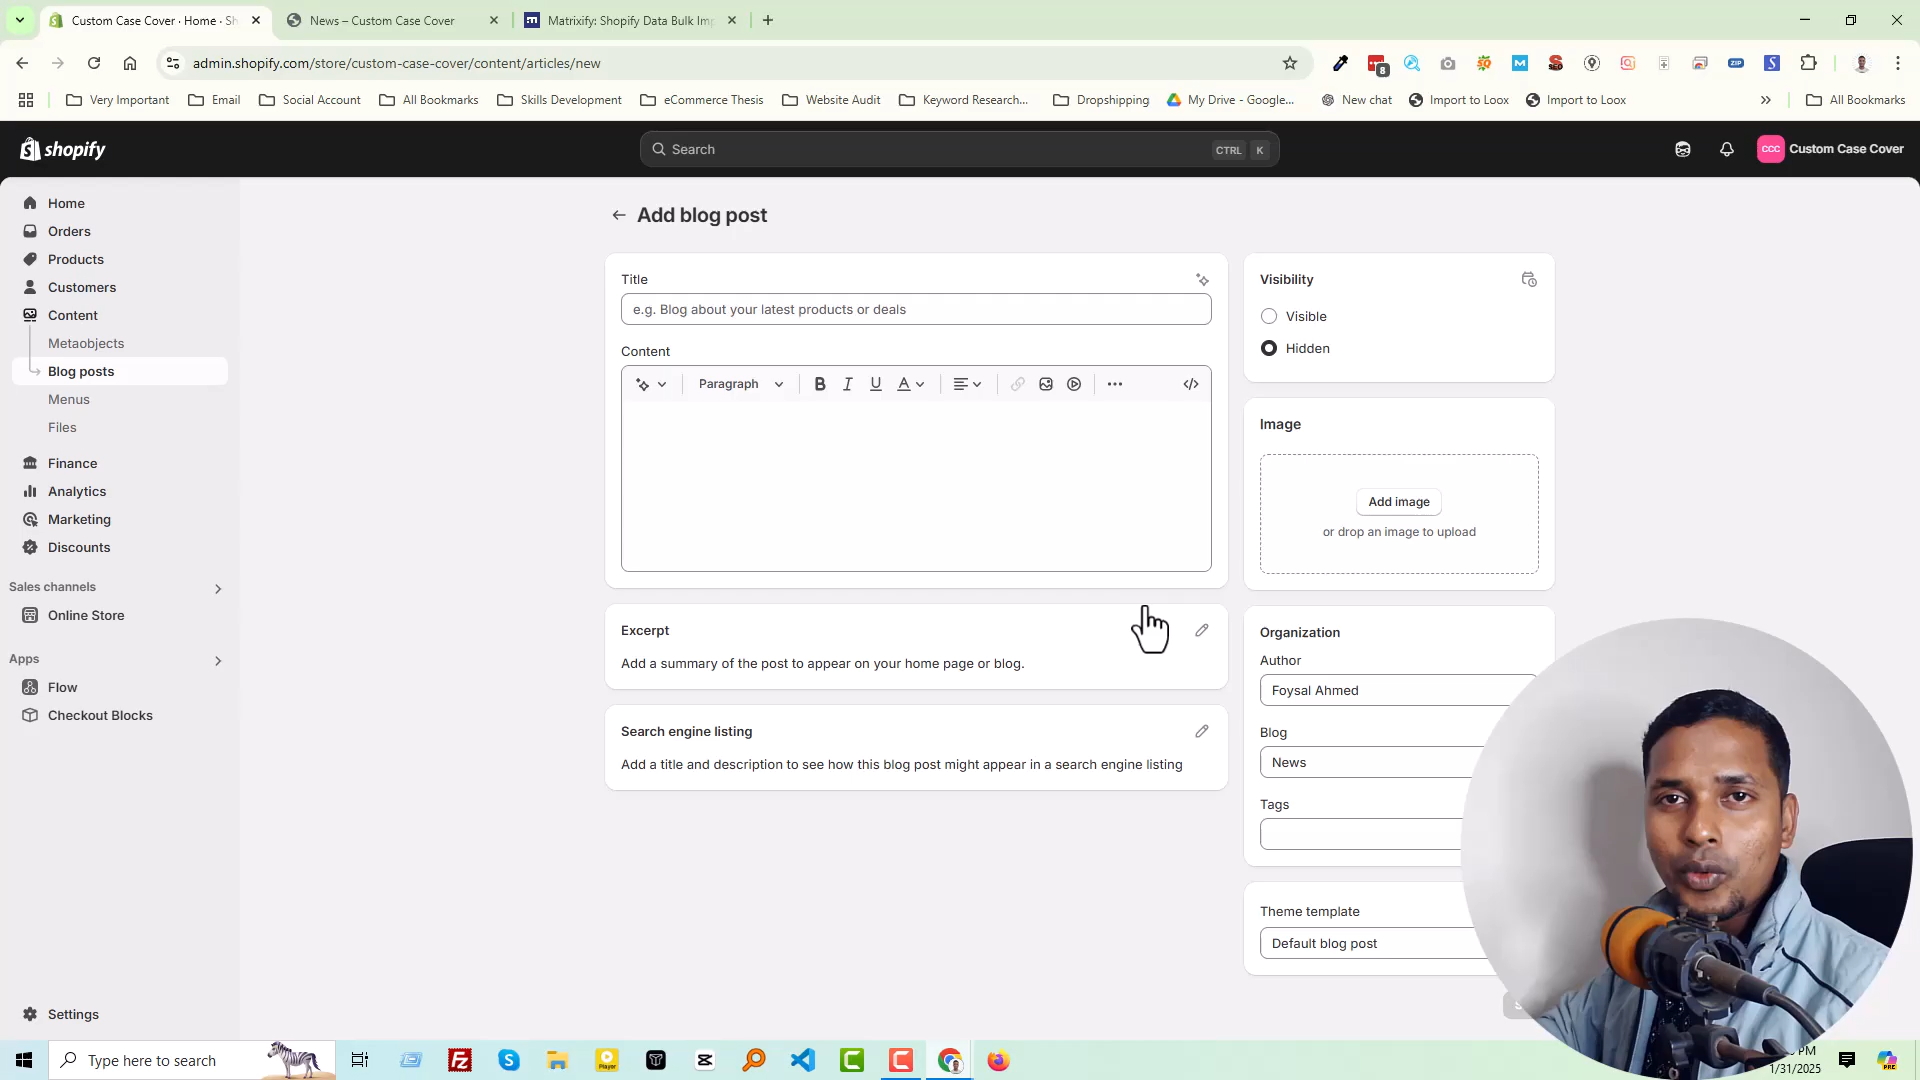 Custom Case Cover · Home · Sh
News – Custom Case Cover
Matrixify: Shopify Data Bulk Imp
admin.shopify.com/store/custom-case-cover/content/articles/new
8
Very Important
Email
Social Account
All Bookmarks
Skills Development
eCommerce Thesis
Website Audit
Keyword Research...
Dropshipping
My Drive - Google...
New chat
Import to Loox
Import to Loox
All Bookmarks
shopify
Search
CTRL K
CCC
Custom Case Cover
Home
Orders
Products
Customers
Content
Metaobjects
Blog posts
Menus
Files
Finance
Analytics
Marketing
Discounts
Sales channels
Online Store
Apps
Flow
Checkout Blocks
Settings
Add blog post
Title
e.g. Blog about your latest products or deals
Content
Paragraph
Excerpt
Add a summary of the post to appear on your home page or blog.
Search engine listing
Add a title and description to see how this blog post might appear in a search engine listing
Visibility
Visible
Hidden
Image
Add image
or drop an image to upload
Organization
Author
Foysal Ahmed
Blog
News
Tags
Theme template
Default blog post
Type here to search
PM
1/31/2025